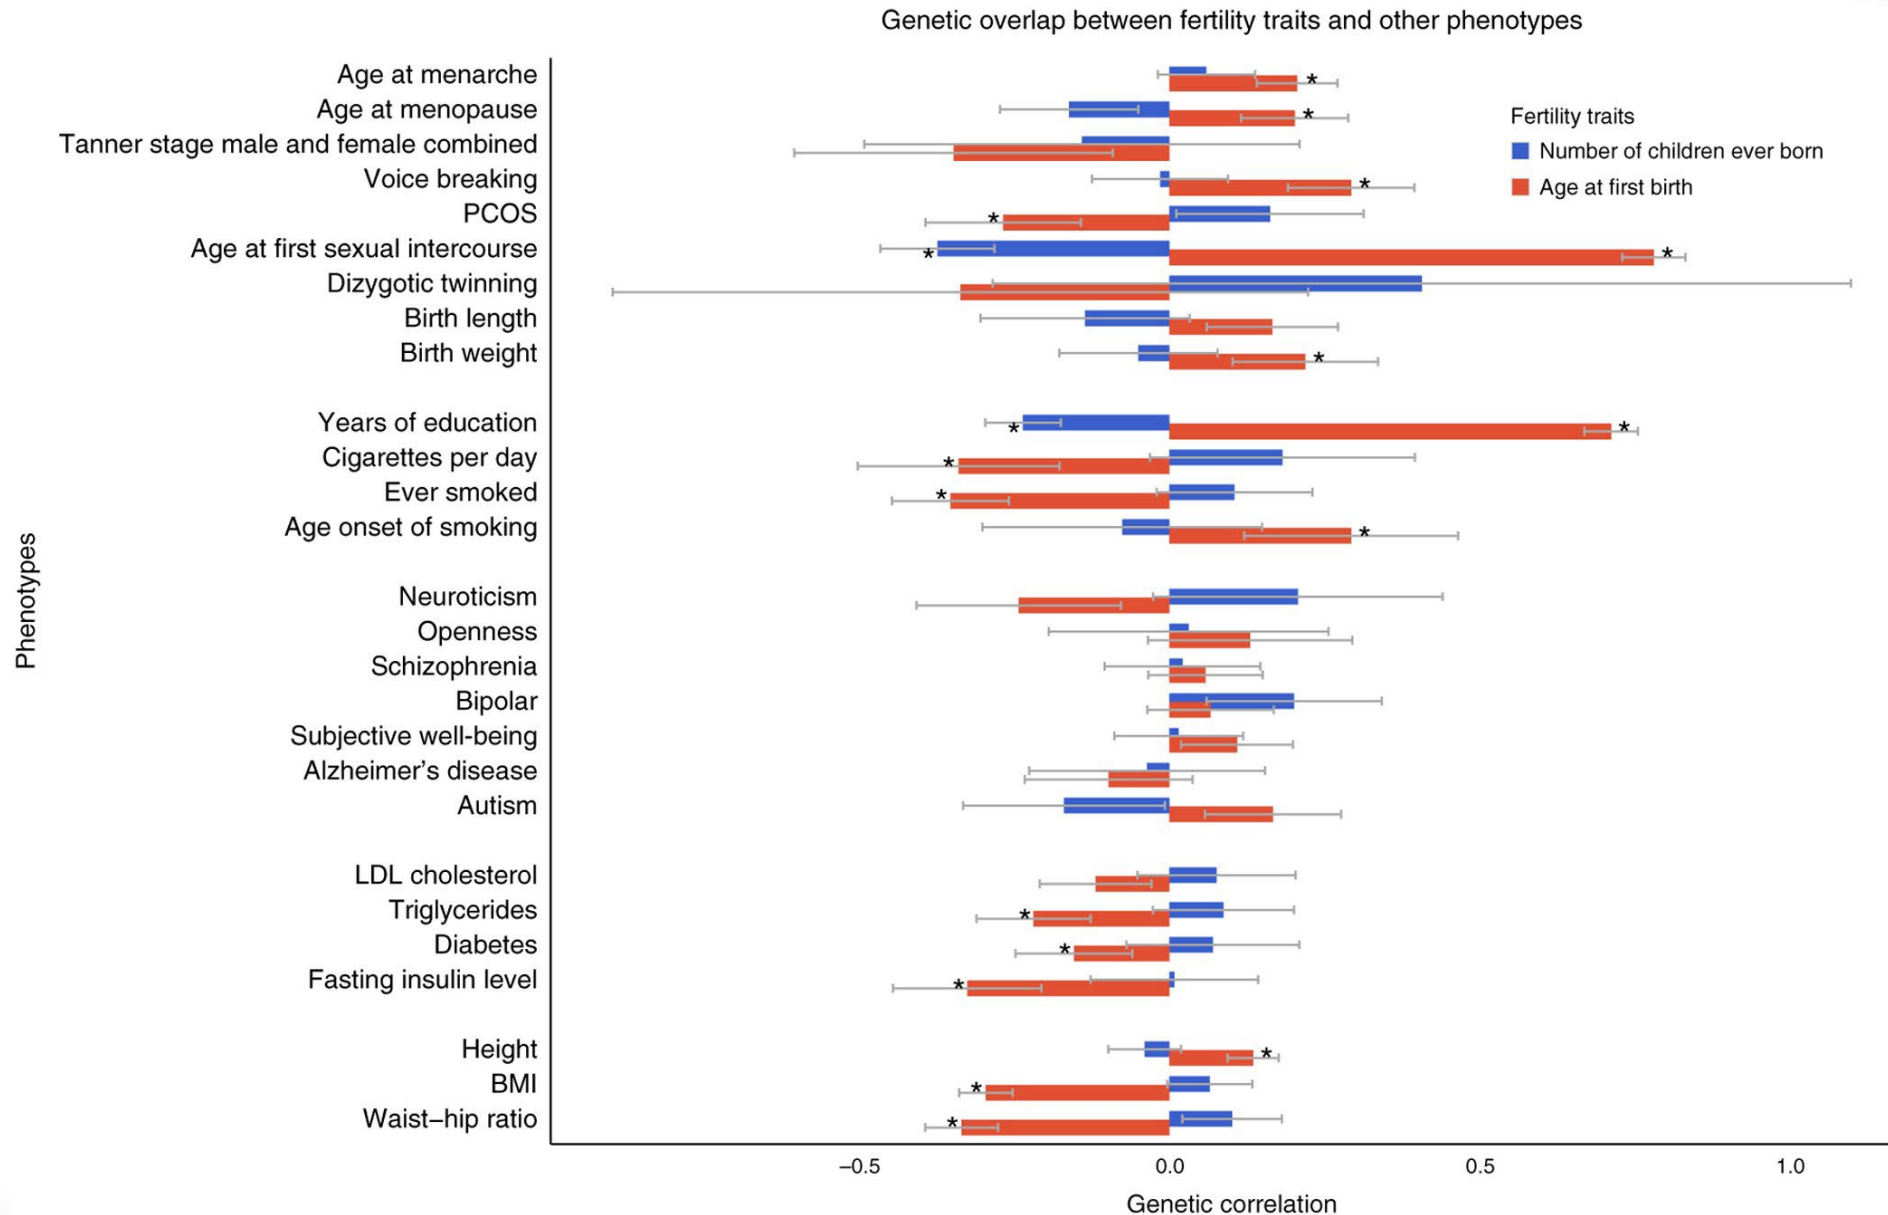 Genetic overlap between fertility traits and other phenotypes
Age at menarche
*
Age at menopause
*
Tanner stage male and female combined
Voice breaking
*
PCOS
*
Age at first sexual intercourse
* *
Dizygotic twinning
Birth length
Birth weight
*
Years of education
* *
Cigarettes per day
*
Ever smoked
*
Age onset of smoking
*
Neuroticism
Openness
Schizophrenia
Bipolar
Subjective well-being
Alzheimer’s disease
Autism
LDL cholesterol
Triglycerides
*
Diabetes
*
Fasting insulin level
*
Height
*
BMI
*
Waist–hip ratio
*
Fertility traits
Number of children ever born
Age at first birth
Phenotypes
–0.5 0.0 0.5 1.0
Genetic correlation